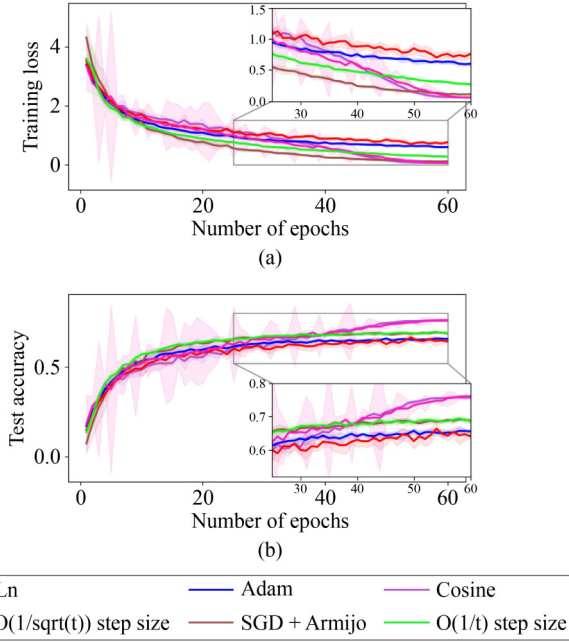 1.5
1.0
0.5
0.0
30 40 50 60
4
2
0
Training loss
0 20 40 60
Number of epochs
(a)
0.5
0.0
Test accuracy
0.8
0.7
0.6
30 40 50 60
0 20 40 60
Number of epochs
(b)
Ln Adam Cosine
O(1/sqrt(t)) step size SGD + Armijo O(1/t) step size